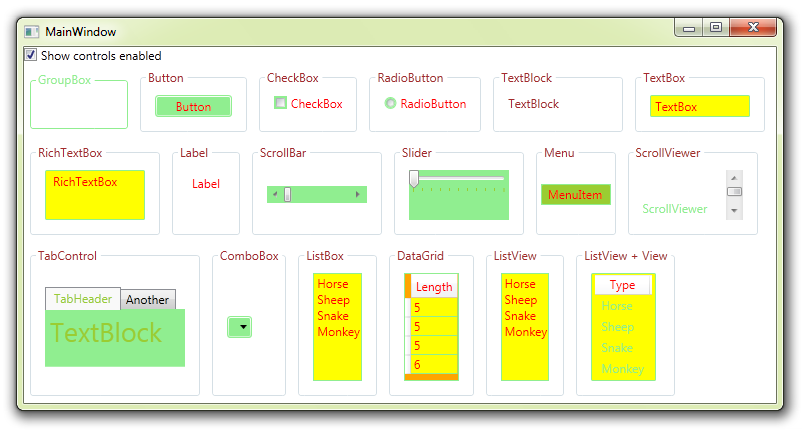 MainWindow
Show controls enabled
GroupBox
Button
Button
CheckBox
CheckBox
RadioButton
RadioButton
TextBlock
TextBlock
TextBox
TextBox
RichTextBox
RichTextBox
Label
Label
ScrollBar
Slider
Menu
MenuItem
ScrollViewer
ScrollViewer
TabControl
TabHeader Another
TextBlock
ComboBox
ListBox
Horse
Sheep
Snake
Monkey
DataGrid
Length
5
5
5
6
ListView
Horse
Sheep
Snake
Monkey
ListView + View
Type
Horse
Sheep
Snake
Monkey